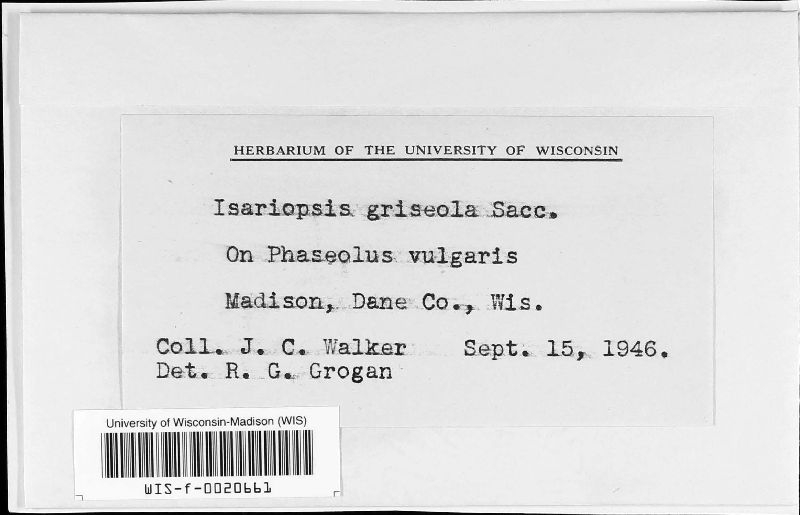 HERBARIUM OF THE UNIVERSITY OF WISCONSIN
Isariopsis griseola Sacc.
On Phaseolus vulgaris
Madison, Dane Co., Wis.
Coll. J. C. Walker Sept. 15, 1946.
Det. R. G. Grogan
University of Wisconsin-Madison (WIS)
WIS-f-0020661